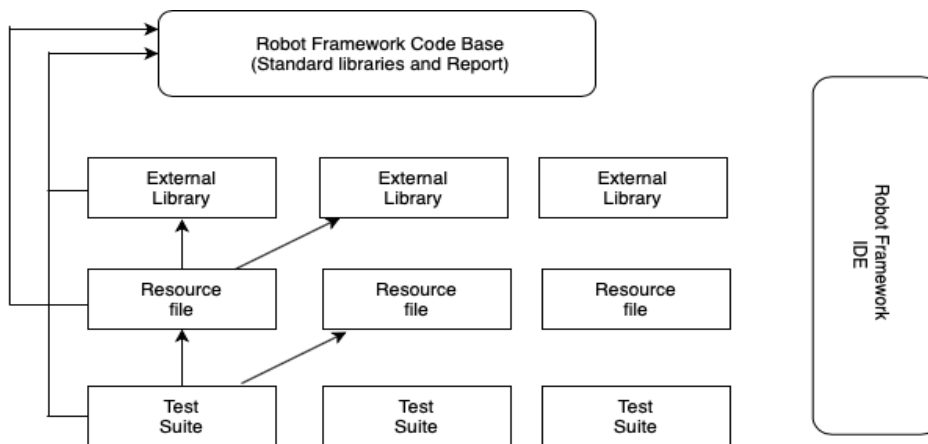 Robot Framework Code Base
(Standard libraries and Report)
External
Library
External
Library
External
Library
Robot Framework
IDE
Resource
file
Resource
file
Resource
file
Test
Suite
Test
Suite
Test
Suite